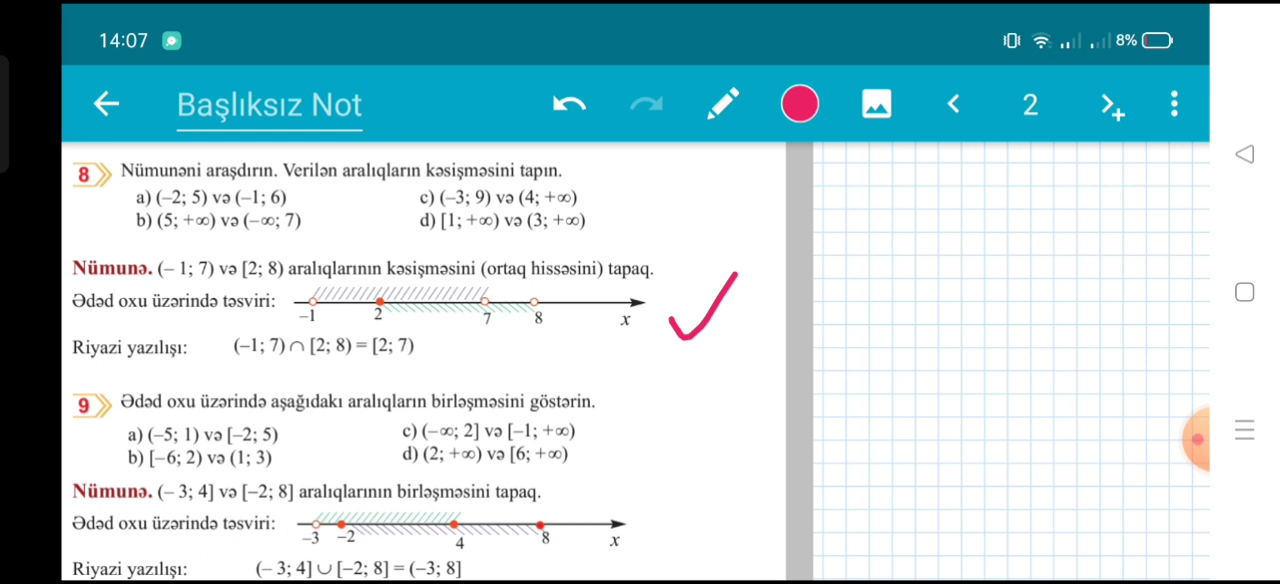 14:07 8%
Başlıksız Not 2
8 Nümunəni araşdırın. Verilən aralıqların kəsişməsini tapın.
a) (–2; 5) və (–1; 6) c) (–3; 9) və (4; +∞)
b) (5; +∞) və (–∞; 7) d) [1; +∞) və (3; +∞)
Nümunə. (– 1; 7) və [2; 8) aralıqlarının kəsişməsini (ortaq hissəsini) tapaq.
Ədəd oxu üzərində təsviri:
–1 2 7 8 x
Riyazi yazılışı: (–1; 7) ∩ [2; 8) = [2; 7)
9 Ədəd oxu üzərində aşağıdakı aralıqların birləşməsini göstərin.
a) (–5; 1) və [–2; 5) c) (–∞; 2] və [–1; +∞)
b) [–6; 2) və (1; 3) d) (2; +∞) və [6; +∞)
Nümunə. (– 3; 4] və [–2; 8] aralıqlarının birləşməsini tapaq.
Ədəd oxu üzərində təsviri:
–3 –2 4 8 x
Riyazi yazılışı: (– 3; 4] ∪ [–2; 8] = (–3; 8]